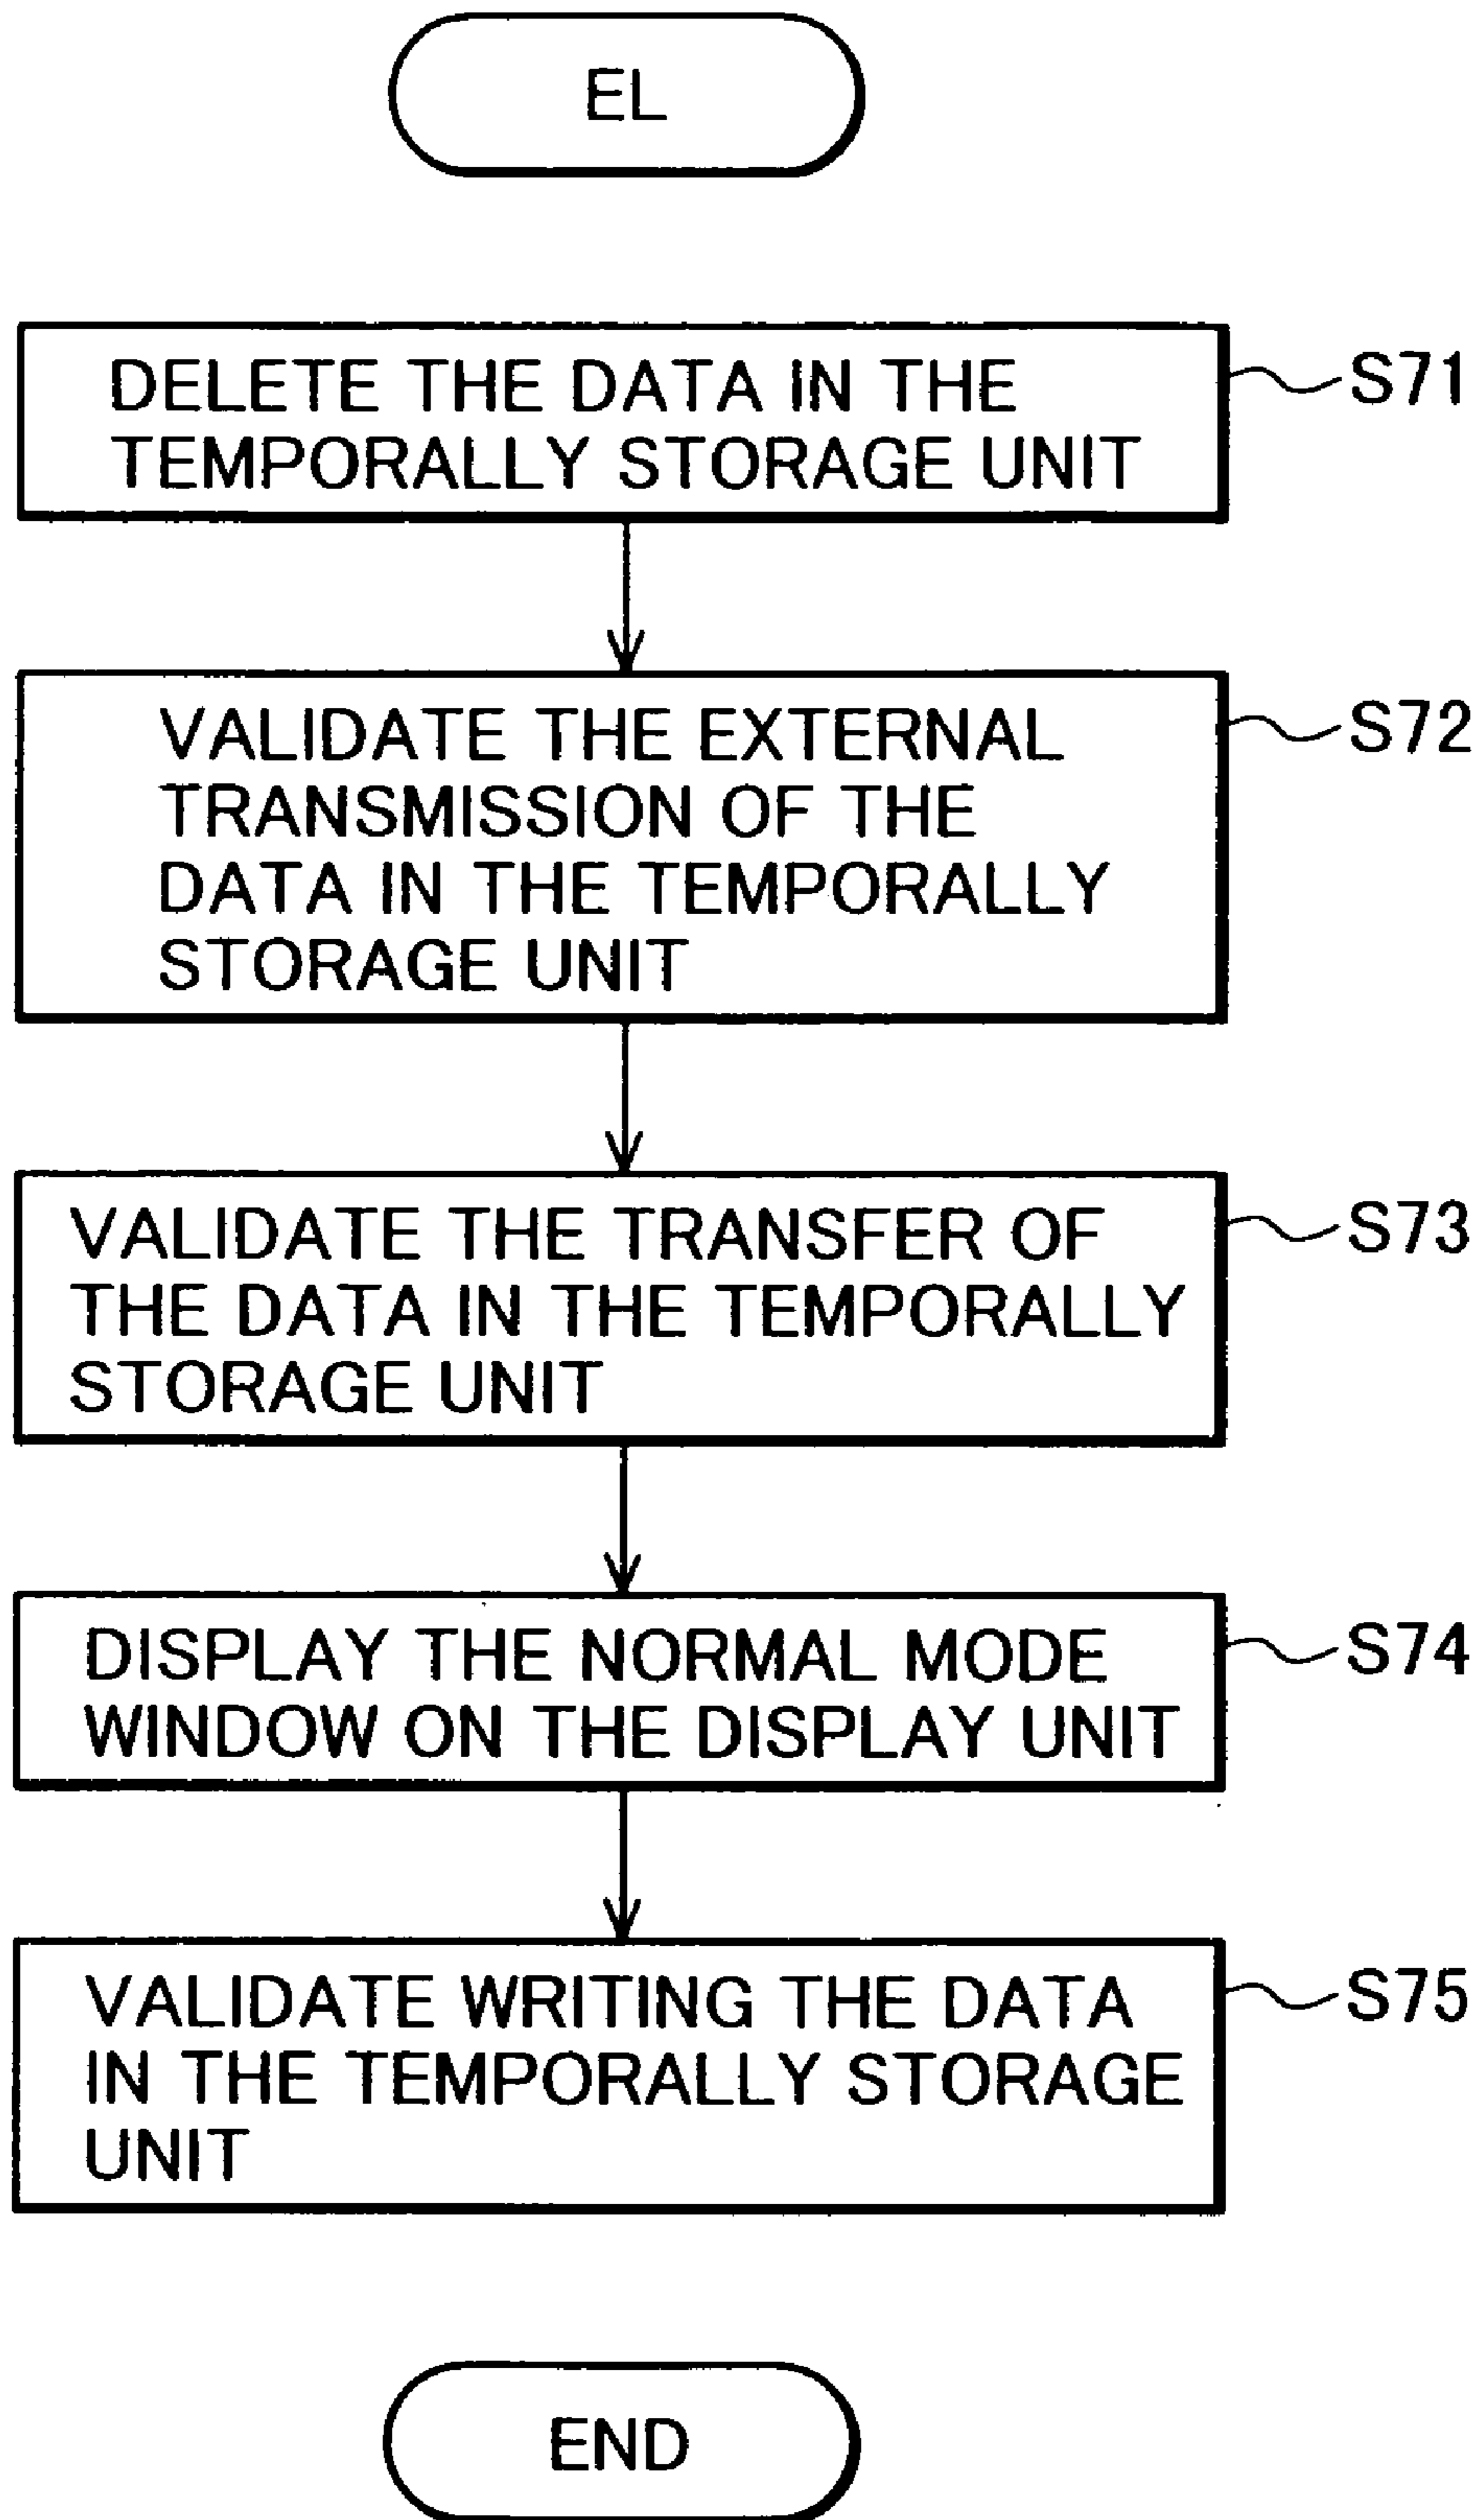 EL
DELETE THE DATA IN THE
TEMPORALLY STORAGE UNIT
S71
VALIDATE THE EXTERNAL
TRANSMISSION OF THE
DATA IN THE TEMPORALLY
STORAGE UNIT
S72
VALIDATE THE TRANSFER OF
THE DATA IN THE TEMPORALLY
STORAGE UNIT
S73
DISPLAY THE NORMAL MODE
WINDOW ON THE DISPLAY UNIT
S74
VALIDATE WRITING THE DATA
IN THE TEMPORALLY STORAGE
UNIT
S75
END